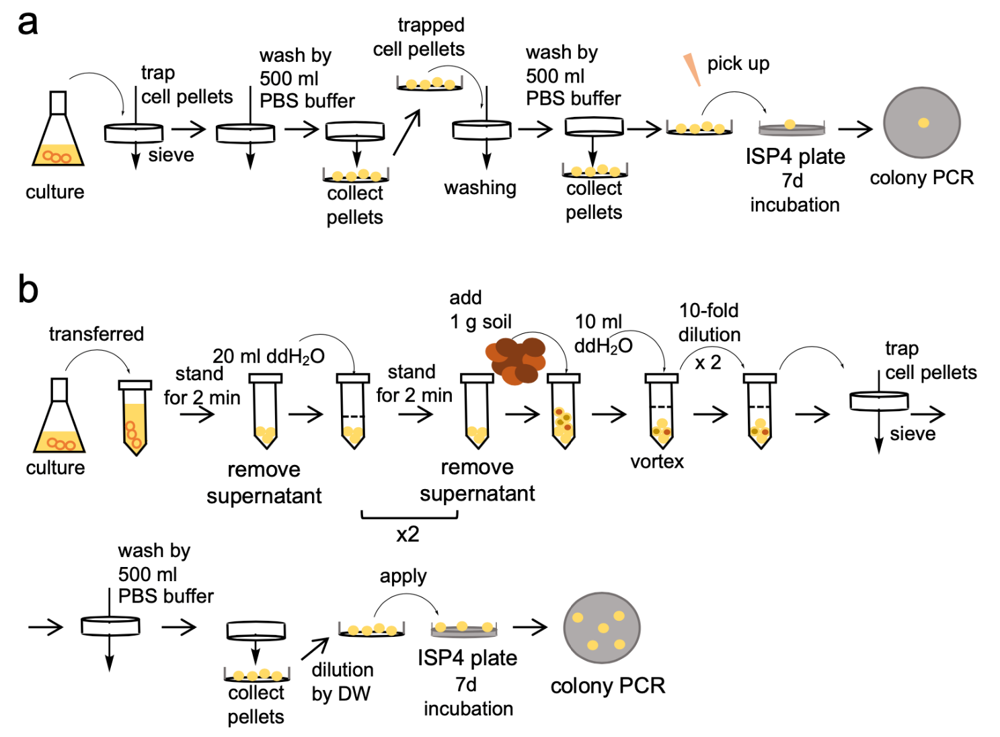 a
culture
trap
cell pellets
sieve
wash by
500 ml
PBS buffer
collect
pellets
trapped
cell pellets
washing
wash by
500 ml
PBS buffer
collect
pellets
pick up
ISP4 plate
7d
incubation
colony PCR
b
transferred
culture
stand
for 2 min
remove
supernatant
20 ml ddH₂O
stand
for 2 min
x2
remove
supernatant
add
1 g soil
10 ml
ddH₂O
vortex
10-fold
dilution
x 2
trap
cell pellets
sieve
wash by
500 ml
PBS buffer
collect
pellets
dilution
by DW
apply
ISP4 plate
7d
incubation
colony PCR